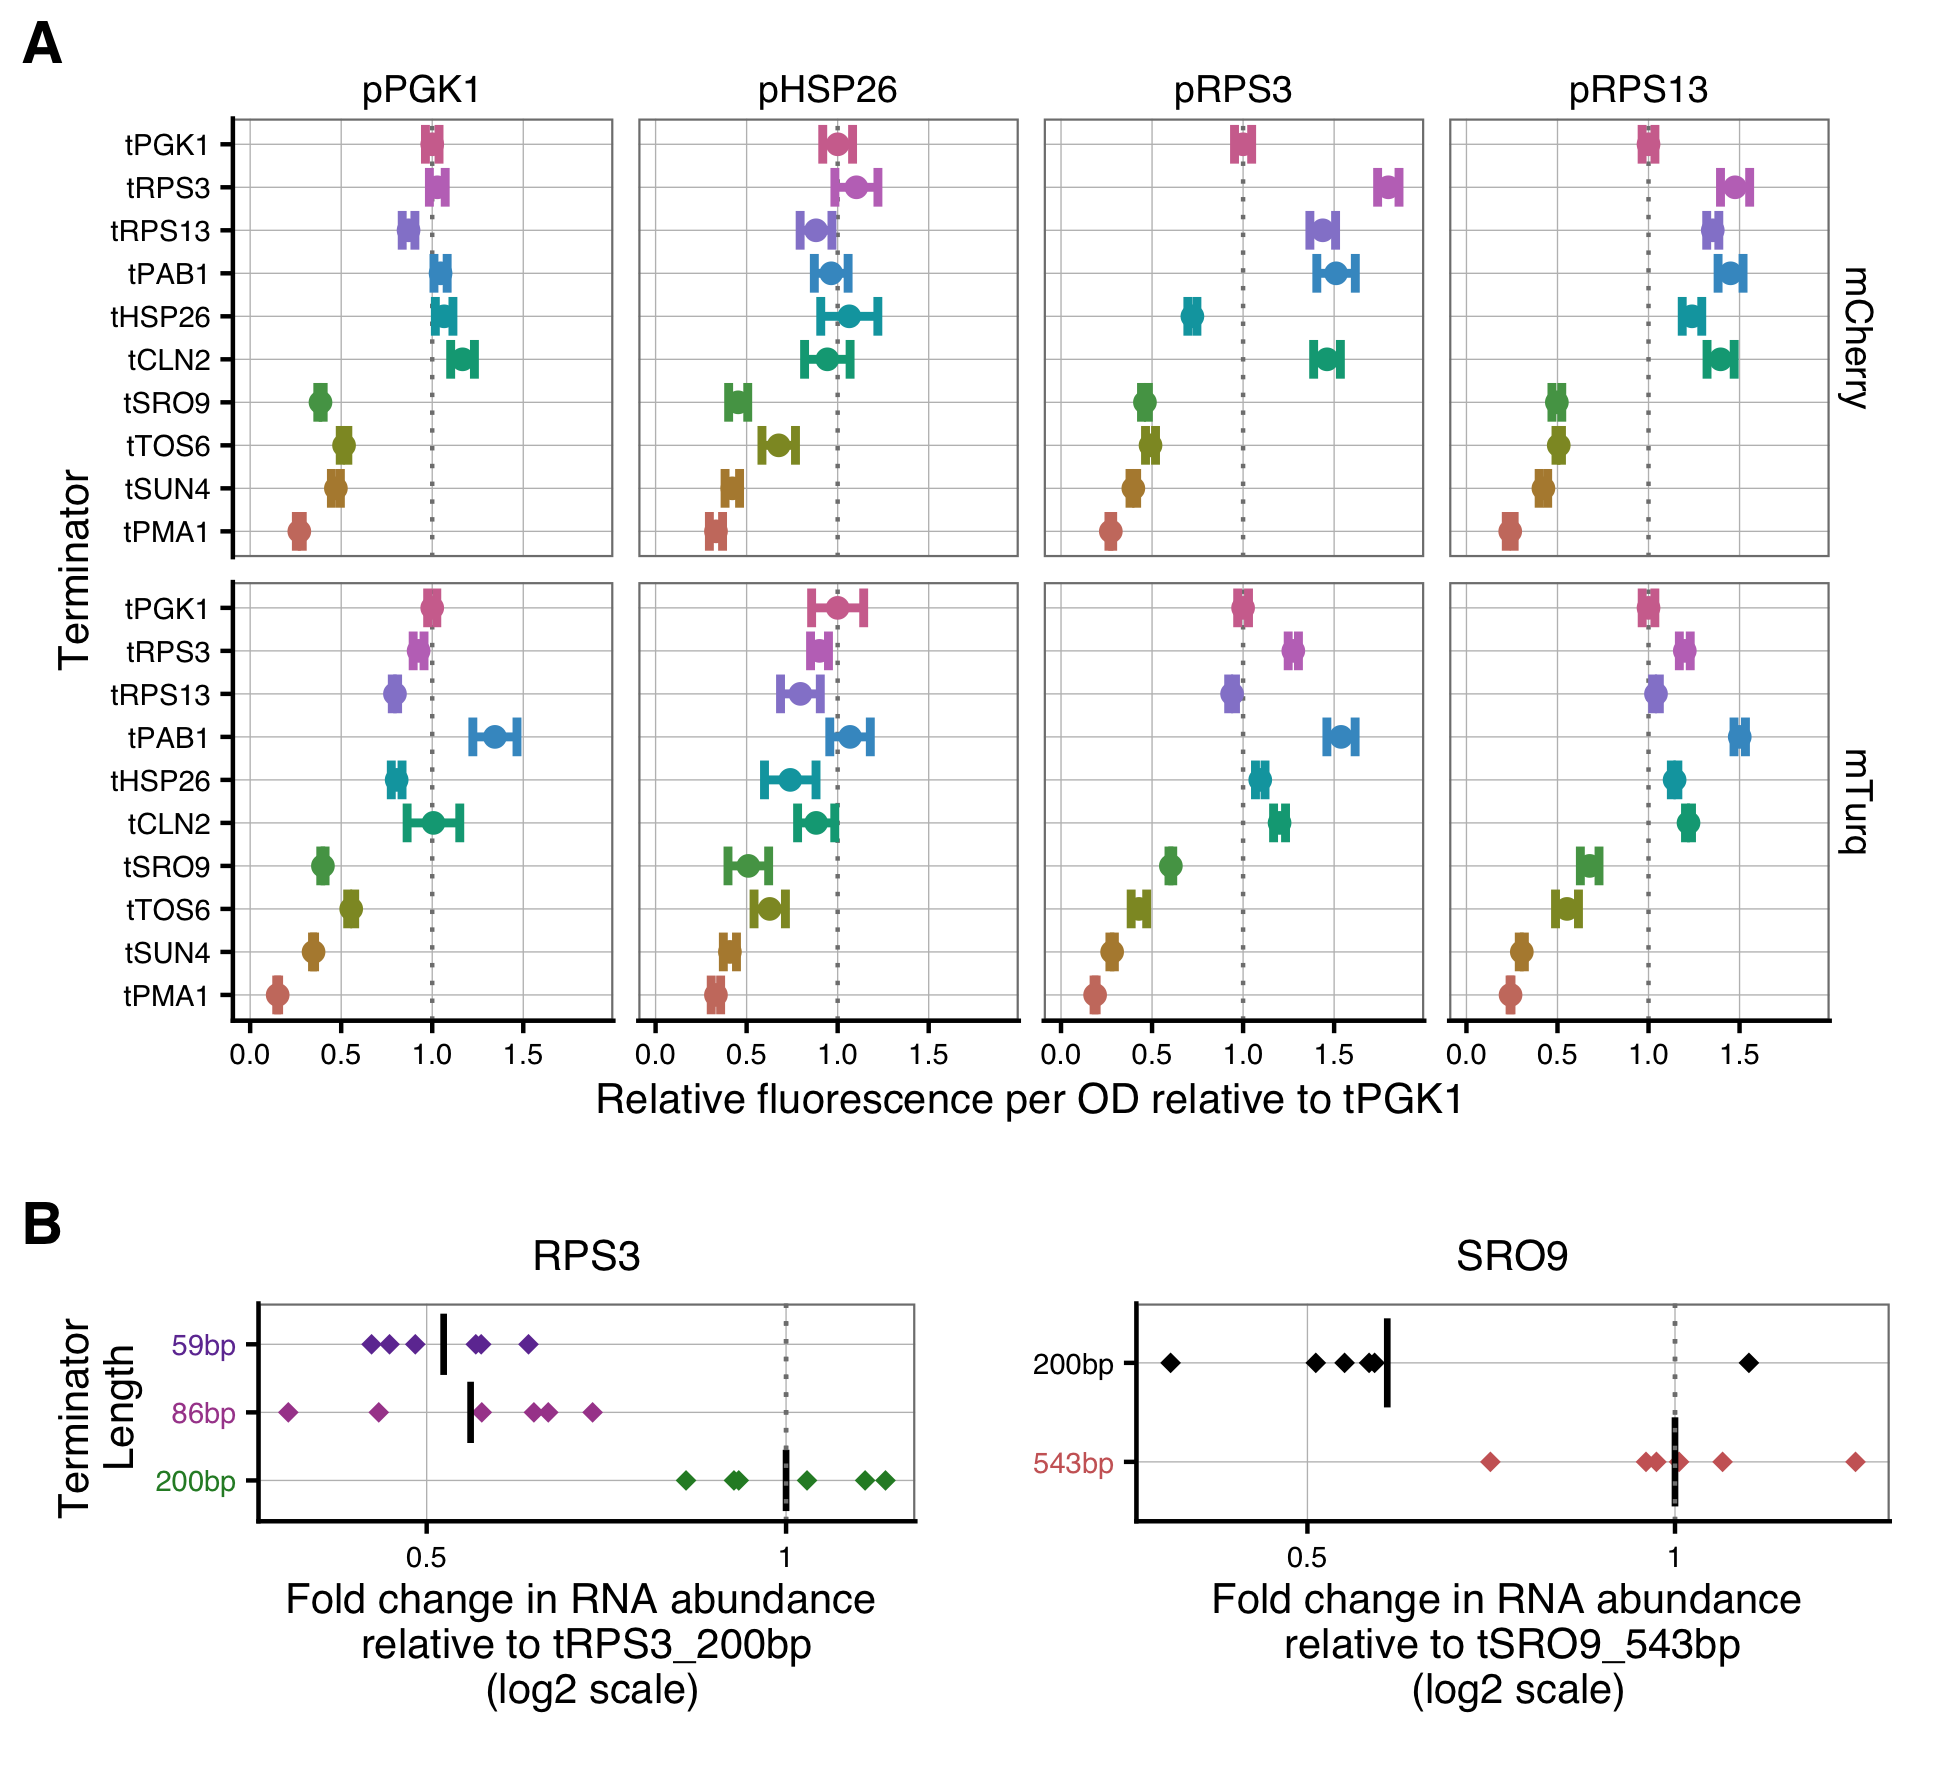 A
pPGK1 pHSP26 pRPS3 pRPS13
tPGK1
tRPS3
tRPS13
tPAB1
tHSP26
tCLN2
tSRO9
tTOS6
tSUN4
tPMA1
mCherry
Terminator
tPGK1
tRPS3
tRPS13
tPAB1
tHSP26
tCLN2
tSRO9
tTOS6
tSUN4
tPMA1
mTurq
0.0 0.5 1.0 1.5 0.0 0.5 1.0 1.5 0.0 0.5 1.0 1.5 0.0 0.5 1.0 1.5
Relative fluorescence per OD relative to tPGK1
B
RPS3
Terminator
Length
59bp
86bp
200bp
0.5 1
Fold change in RNA abundance
relative to tRPS3_200bp
(log2 scale)
SRO9
200bp
543bp
0.5 1
Fold change in RNA abundance
relative to tSRO9_543bp
(log2 scale)